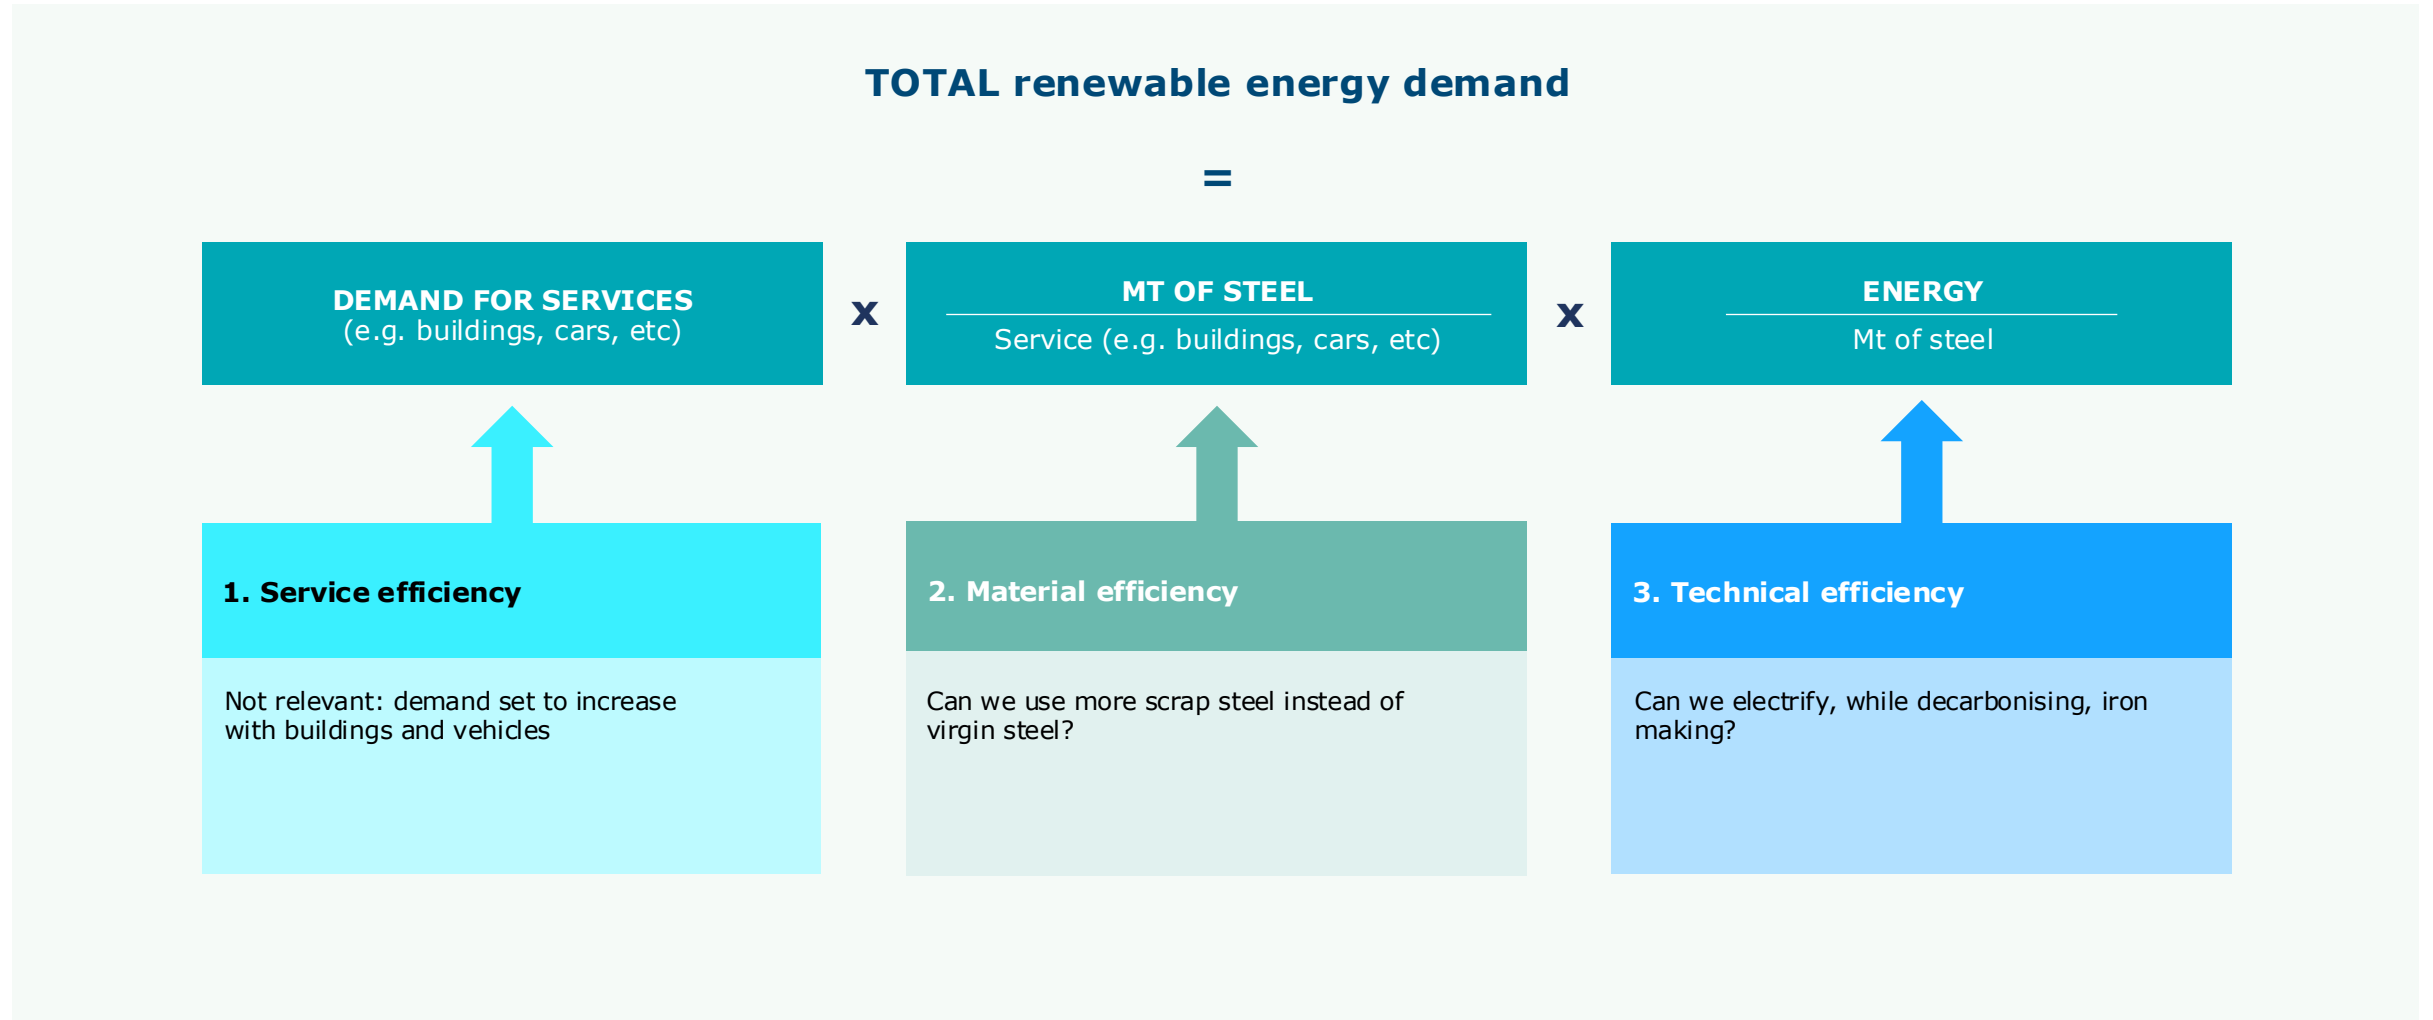 TOTAL renewable energy demand
=
DEMAND FOR SERVICES
(e.g. buildings, cars, etc)
x
MT OF STEEL
Service (e.g. buildings, cars, etc)
x
ENERGY
Mt of steel
1. Service efficiency
Not relevant: demand set to increase
with buildings and vehicles
2. Material efficiency
Can we use more scrap steel instead of
virgin steel?
3. Technical efficiency
Can we electrify, while decarbonising, iron
making?